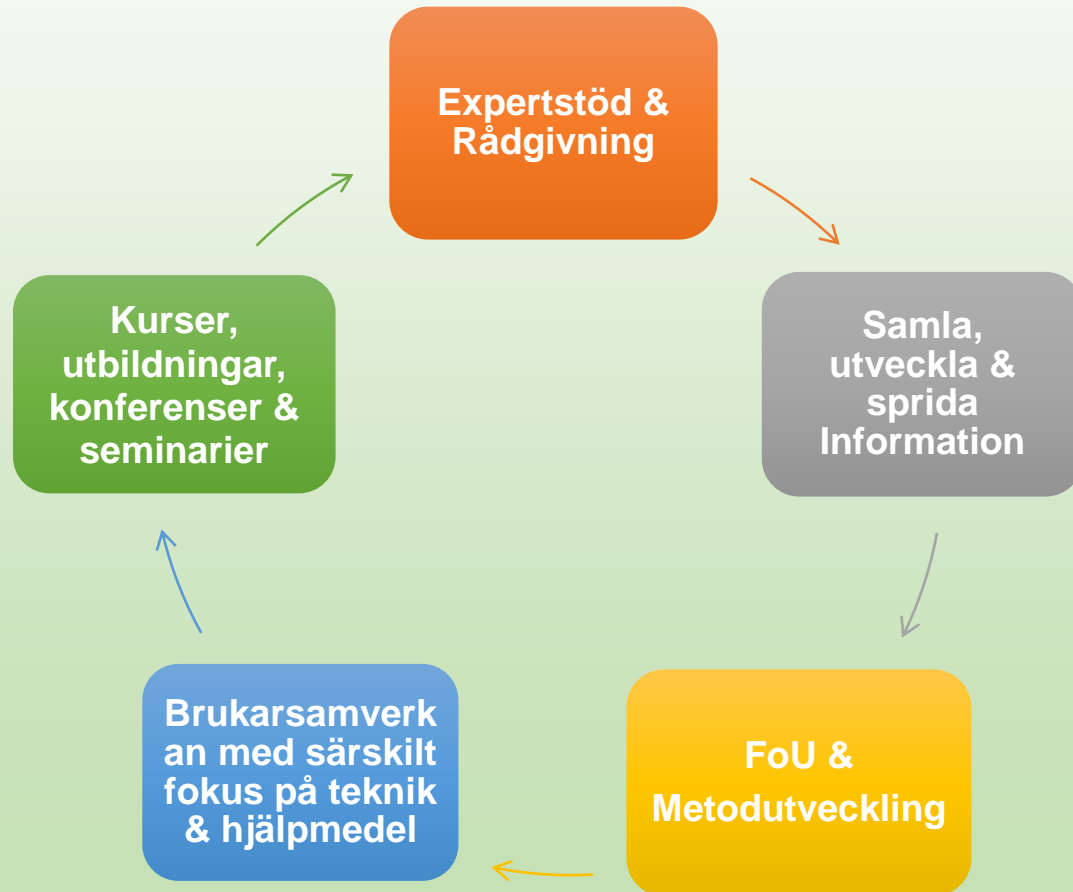 Expertstöd &
Rådgivning
Samla,
utveckla &
sprida
Information
FoU &
Metodutveckling
Brukarsamverk
an med särskilt
fokus på teknik
& hjälpmedel
Kurser,
utbildningar,
konferenser &
seminarier